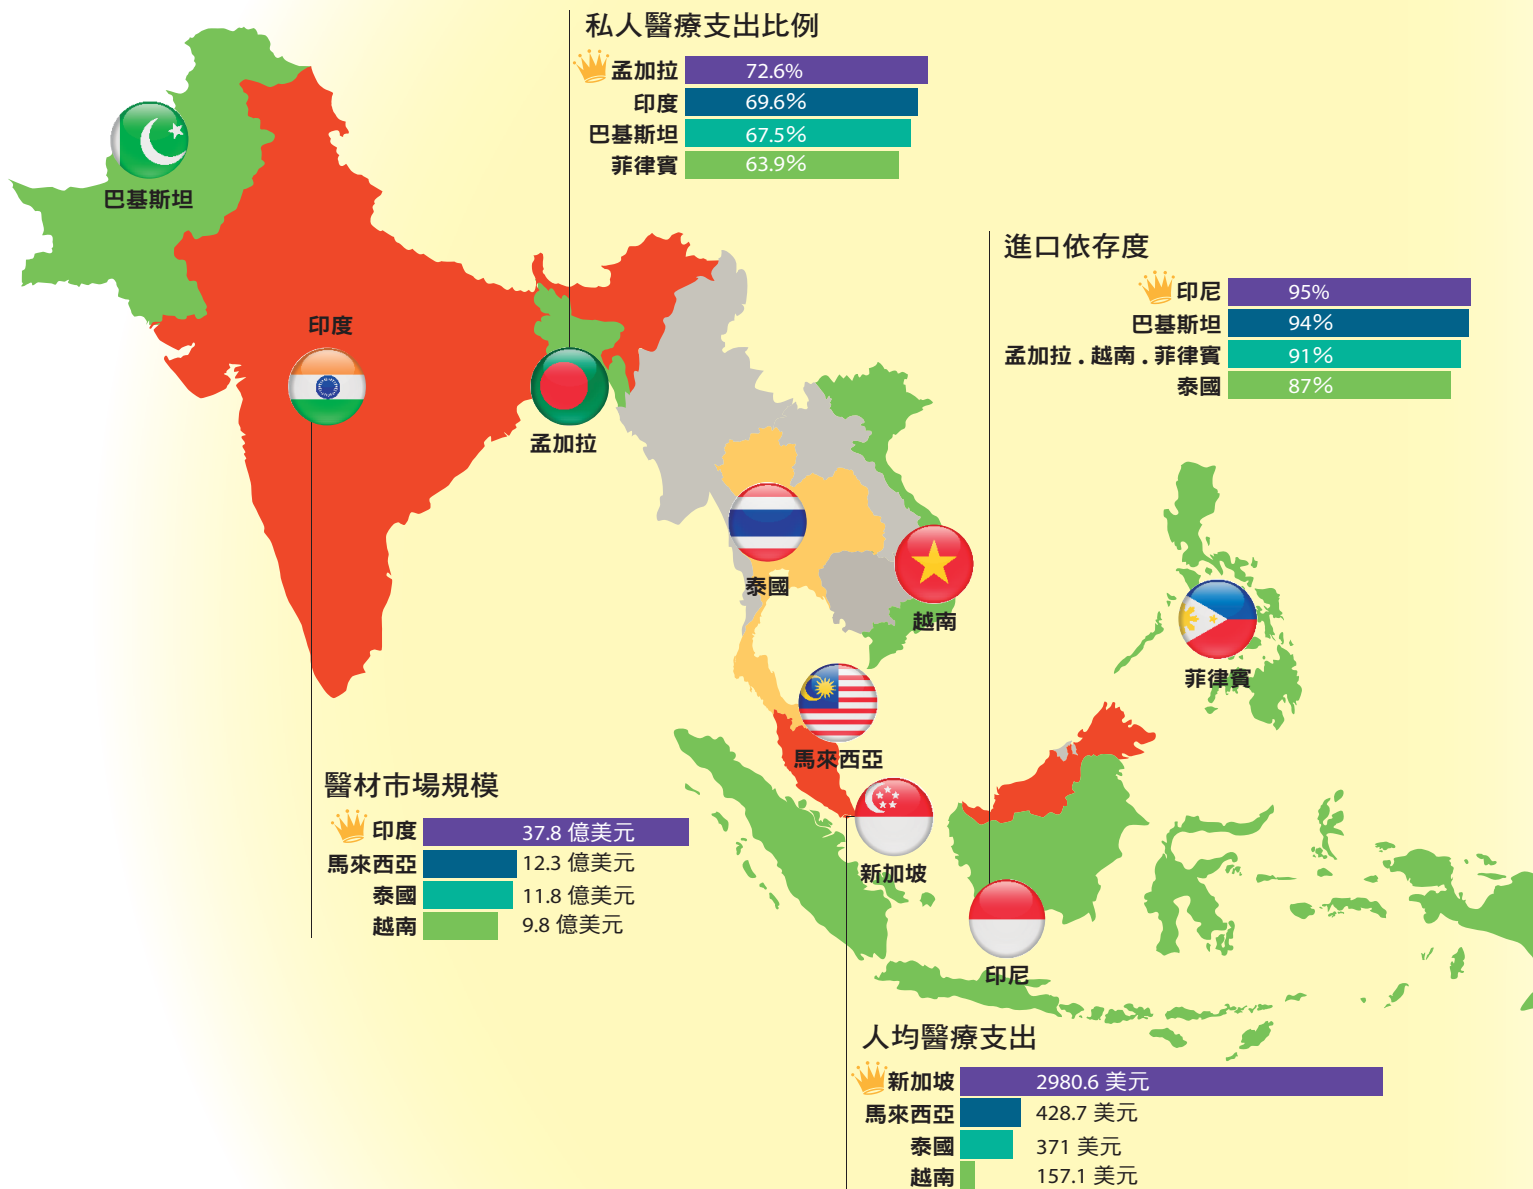 私人醫療支出比例
孟加拉 72.6%
印度 69.6%
巴基斯坦 67.5%
菲律賓 63.9%
巴基斯坦
進口依存度
印尼 95%
巴基斯坦 94%
孟加拉 . 越南 . 菲律賓 91%
泰國 87%
印度
孟加拉
泰國
越南
菲律賓
馬來西亞
新加坡
印尼
醫材市場規模
印度 37.8 億美元
馬來西亞 12.3 億美元
泰國 11.8 億美元
越南 9.8 億美元
人均醫療支出
新加坡 2980.6 美元
馬來西亞 428.7 美元
泰國 371 美元
越南 157.1 美元